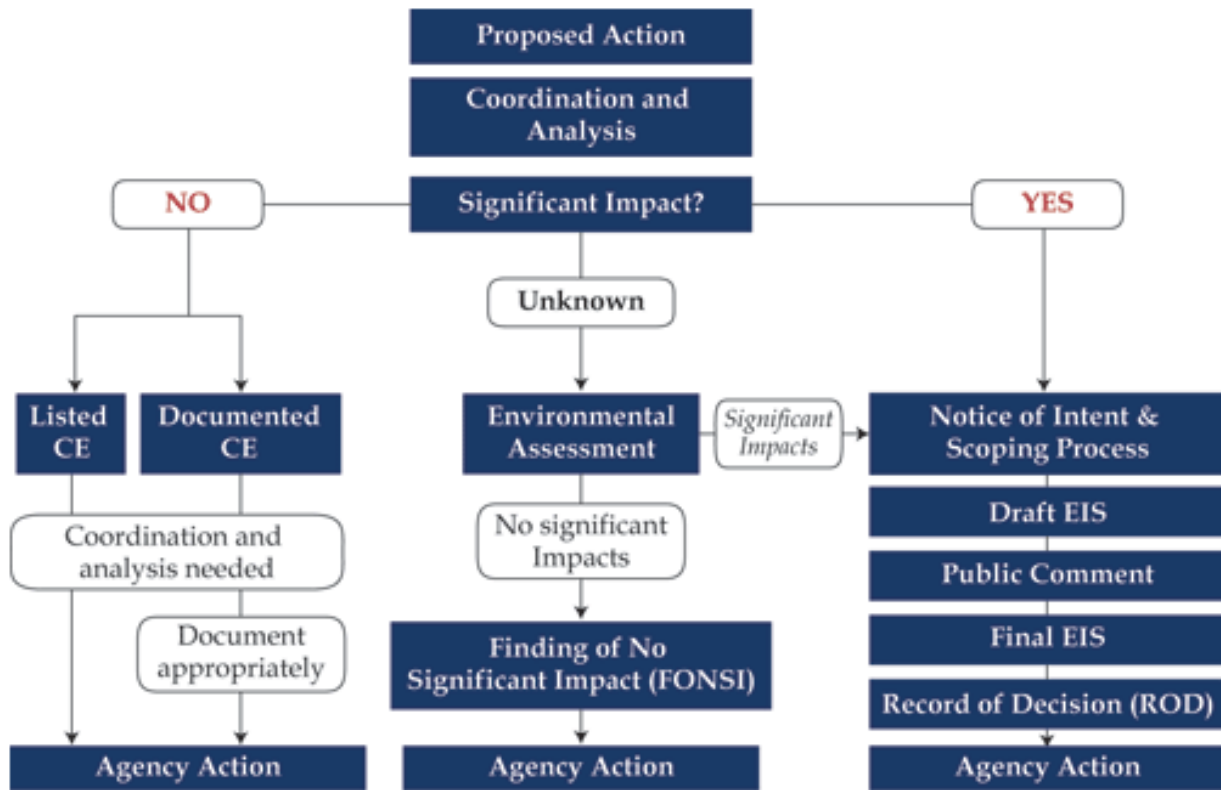 Proposed Action
Coordination and
Analysis
NO
Significant Impact?
YES
Unknown
Listed
CE
Documented
CE
Environmental
Assessment
Significant
Impacts
Notice of Intent &
Scoping Process
Coordination and
analysis needed
No significant
Impacts
Draft EIS
Public Comment
Document
appropriately
Finding of No
Significant Impact (FONSI)
Final EIS
Record of Decision (ROD)
Agency Action
Agency Action
Agency Action